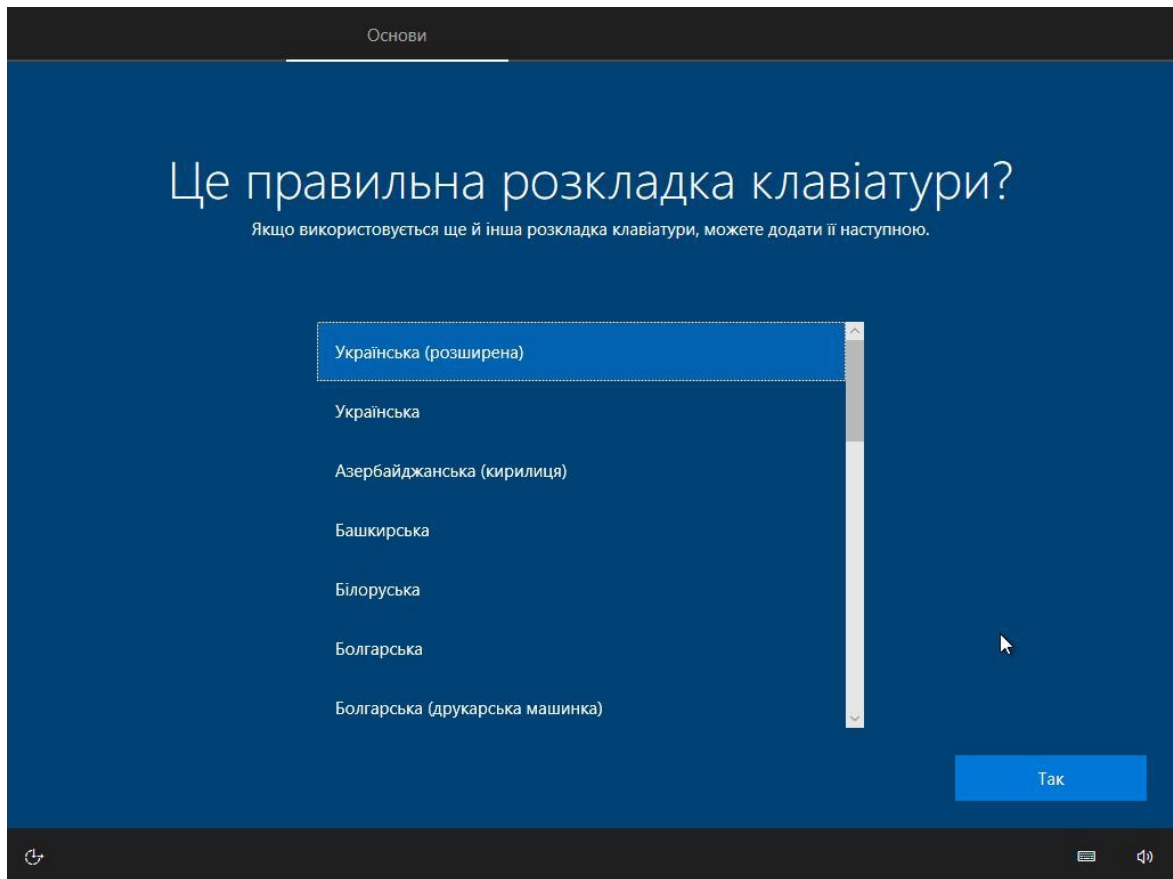 Основи
Це правильна розкладка клавіатури?
Якщо використовується ще й інша розкладка клавіатури, можете додати її наступною.
Українська (розширена)
Українська
Азербайджанська (кирилиця)
Башкирська
Білоруська
Болгарська
Болгарська (друкарська машинка)
Так